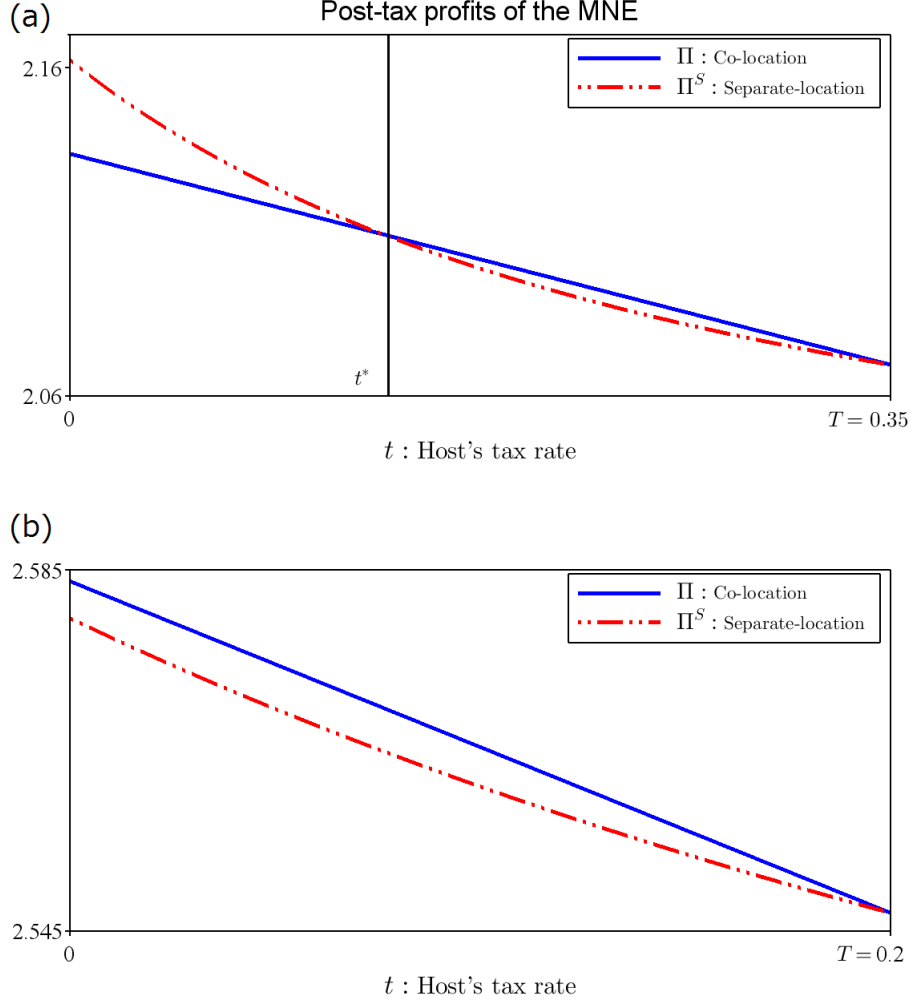 (a)
Post-tax profits of the MNE
2.16
Π : Co-location
Π^S : Separate-location
t*
2.06
0
T = 0.35
t : Host's tax rate
(b)
2.585
Π : Co-location
Π^S : Separate-location
2.545
0
T = 0.2
t : Host's tax rate